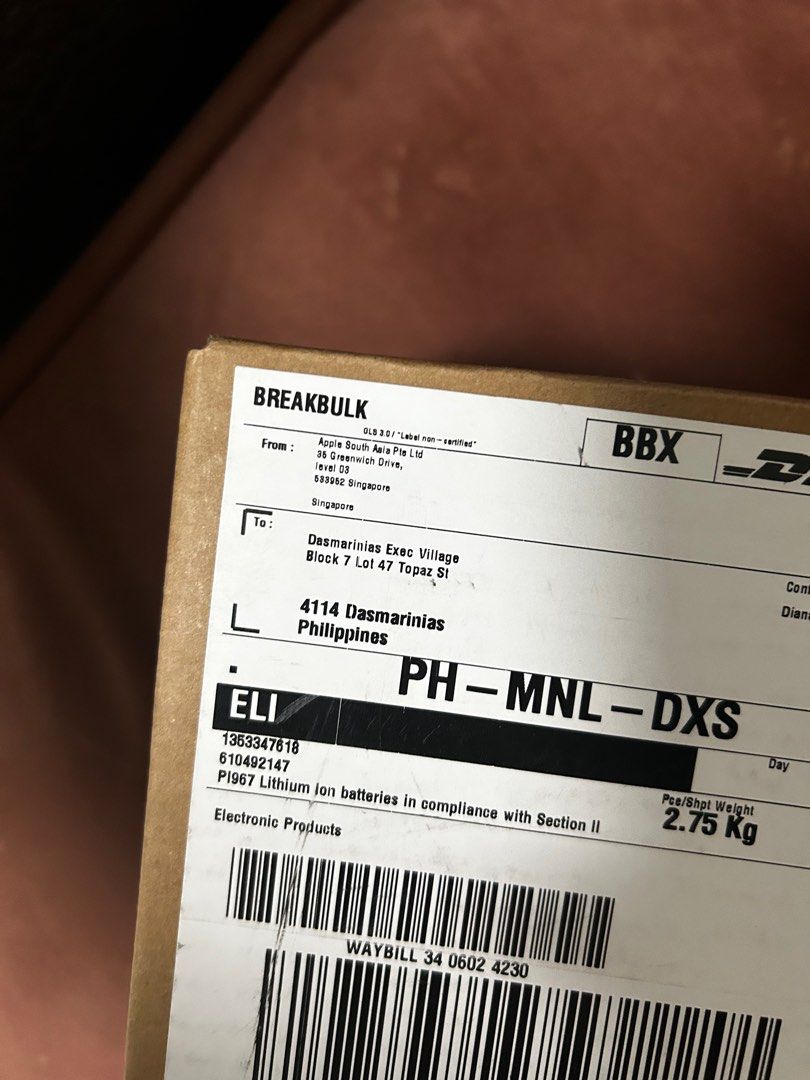 BREAKBULK
GLS 3.0 / "Label non-certified"
BBX
From :
Apple South Asia Pte Ltd
35 Greenwich Drive,
level 03
533952 Singapore
Singapore
To :
Dasmarinias Exec Village
Block 7 Lot 47 Topaz St
4114 Dasmarinias
Philippines
PH-MNL-DXS
ELI
Day
1353347618
610492147
PI967 Lithium ion batteries in compliance with Section II
Pce/Shpt Weight
2.75 Kg
Electronic Products
WAYBILL 34 0602 4230